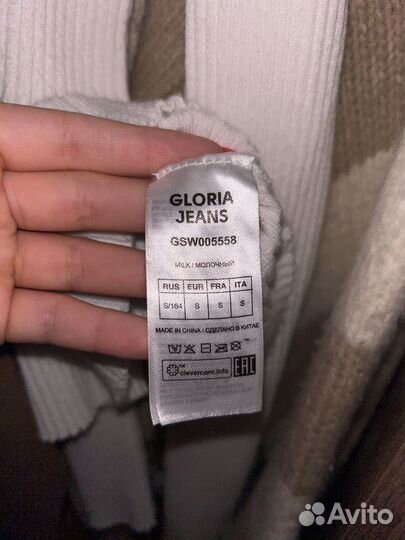 GLORIA
JEANS
GSW005558
MILK / МОЛОЧНЫЙ
RUS EUR FRA ITA
S/164 S S S
MADE IN CHINA / СДЕЛАНО В КИТАЕ
clevercare.info EAC
Avito